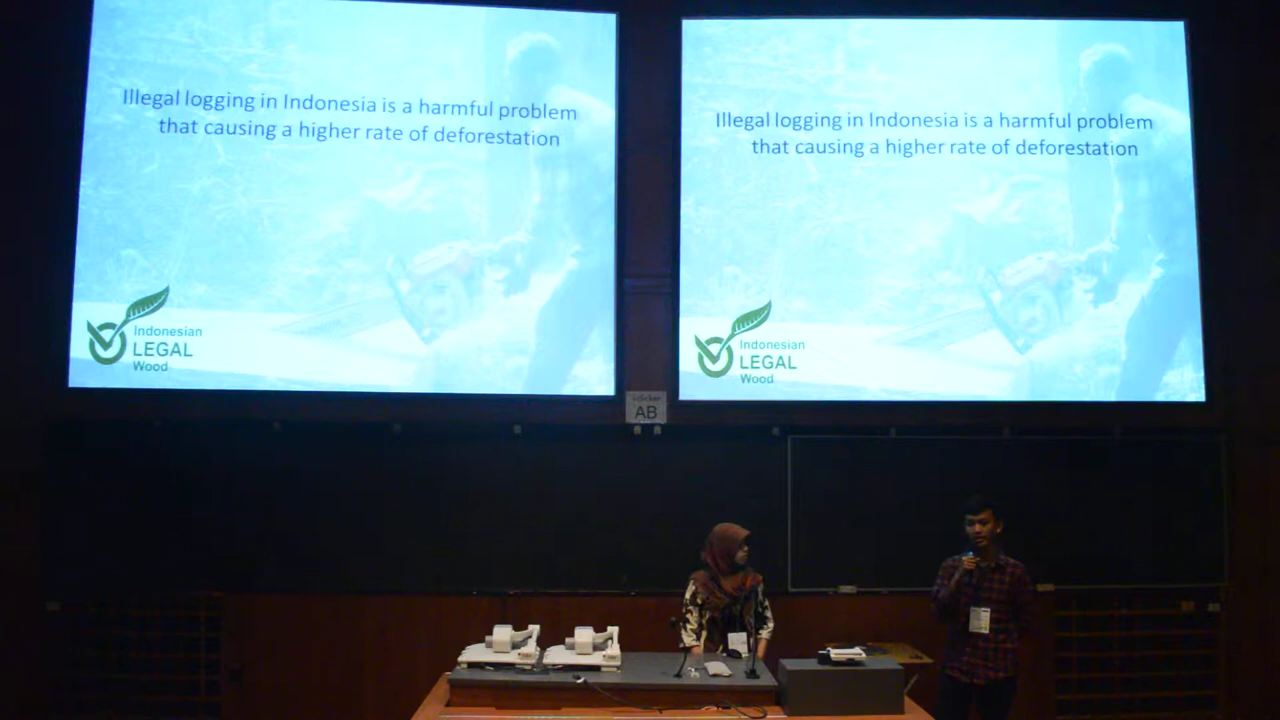 Illegal logging in Indonesia is a harmful problem
that causing a higher rate of deforestation
Indonesian
LEGAL
Wood
Illegal logging in Indonesia is a harmful problem
that causing a higher rate of deforestation
Indonesian
LEGAL
Wood
i-clicker
AB